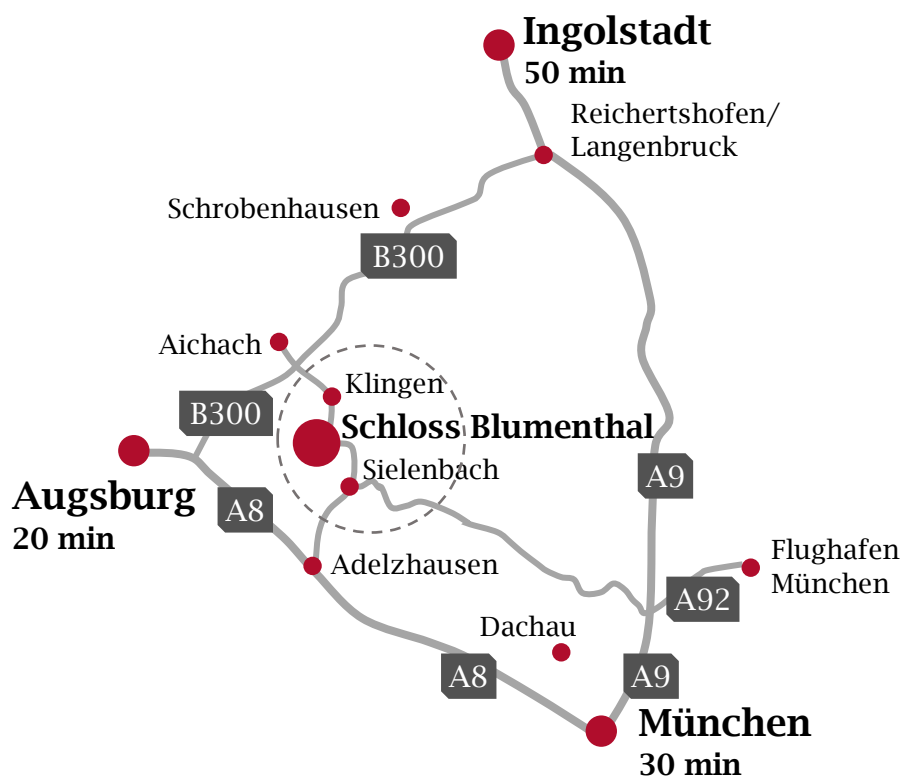 Ingolstadt
50 min
Reichertshofen/
Langenbruck
Schrobenhausen
B300
Aichach
Klingen
B300
Schloss Blumenthal
Sielenbach
A9
Augsburg
20 min
A8
Adelzhausen
Flughafen
München
A92
Dachau
A8
A9
München
30 min